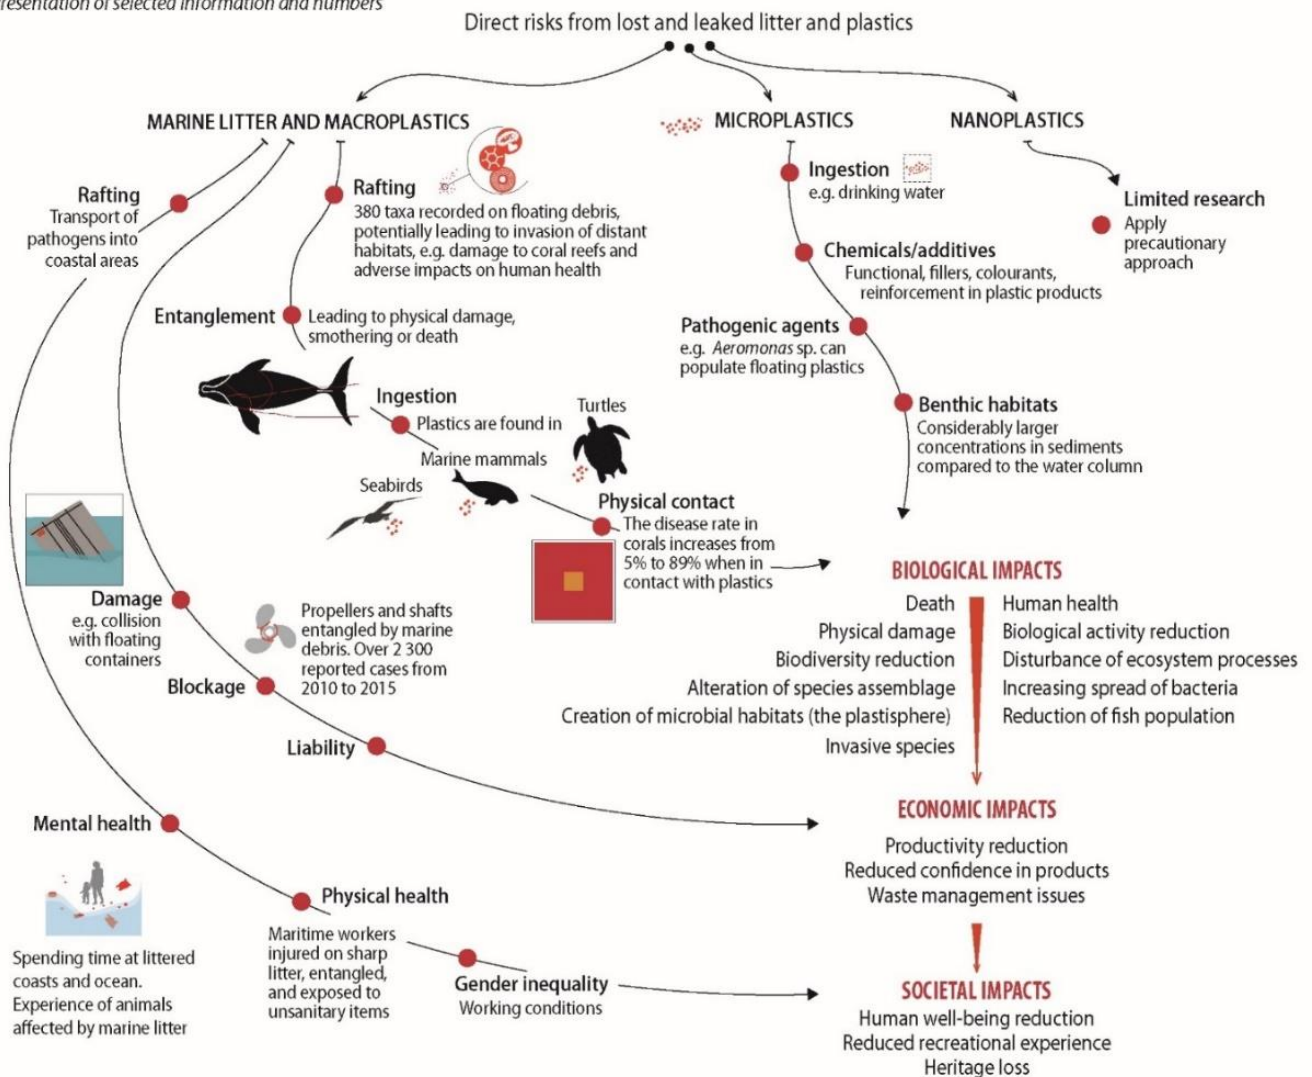 presentation of selected information and numbers
Direct risks from lost and leaked litter and plastics
MARINE LITTER AND MACROPLASTICS
MICROPLASTICS
NANOPLASTICS
Rafting
Transport of
pathogens into
coastal areas
Rafting
380 taxa recorded on floating debris,
potentially leading to invasion of distant
habitats, e.g. damage to coral reefs and
adverse impacts on human health
Entanglement
Leading to physical damage,
smothering or death
Ingestion
Plastics are found in
Turtles
Marine mammals
Seabirds
Physical contact
The disease rate in
corals increases from
5% to 89% when in
contact with plastics
Ingestion
e.g. drinking water
Chemicals/additives
Functional, fillers, colourants,
reinforcement in plastic products
Pathogenic agents
e.g. Aeromonas sp. can
populate floating plastics
Benthic habitats
Considerably larger
concentrations in sediments
compared to the water column
Limited research
Apply
precautionary
approach
Damage
e.g. collision
with floating
containers
Propellers and shafts
entangled by marine
debris. Over 2 300
reported cases from
2010 to 2015
Blockage
Liability
Mental health
Spending time at littered
coasts and ocean.
Experience of animals
affected by marine litter
Physical health
Maritime workers
injured on sharp
litter, entangled,
and exposed to
unsanitary items
Gender inequality
Working conditions
BIOLOGICAL IMPACTS
Death
Physical damage
Biodiversity reduction
Alteration of species assemblage
Creation of microbial habitats (the plastisphere)
Invasive species
Human health
Biological activity reduction
Disturbance of ecosystem processes
Increasing spread of bacteria
Reduction of fish population
ECONOMIC IMPACTS
Productivity reduction
Reduced confidence in products
Waste management issues
SOCIETAL IMPACTS
Human well-being reduction
Reduced recreational experience
Heritage loss